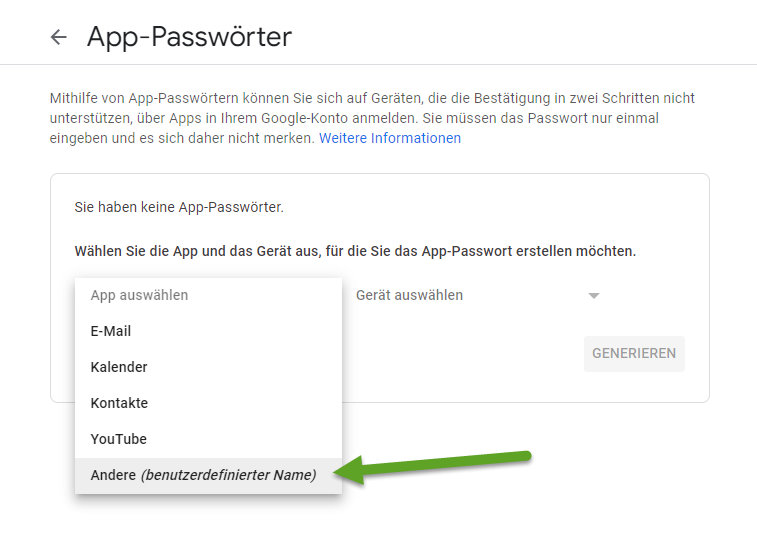 App-Passwörter
Mithilfe von App-Passwörtern können Sie sich auf Geräten, die die Bestätigung in zwei Schritten nicht
unterstützen, über Apps in Ihrem Google-Konto anmelden. Sie müssen das Passwort nur einmal
eingeben und es sich daher nicht merken. Weitere Informationen
Sie haben keine App-Passwörter.
Wählen Sie die App und das Gerät aus, für die Sie das App-Passwort erstellen möchten.
App auswählen
Gerät auswählen
E-Mail
Kalender
Kontakte
YouTube
Andere (benutzerdefinierter Name)
GENERIEREN